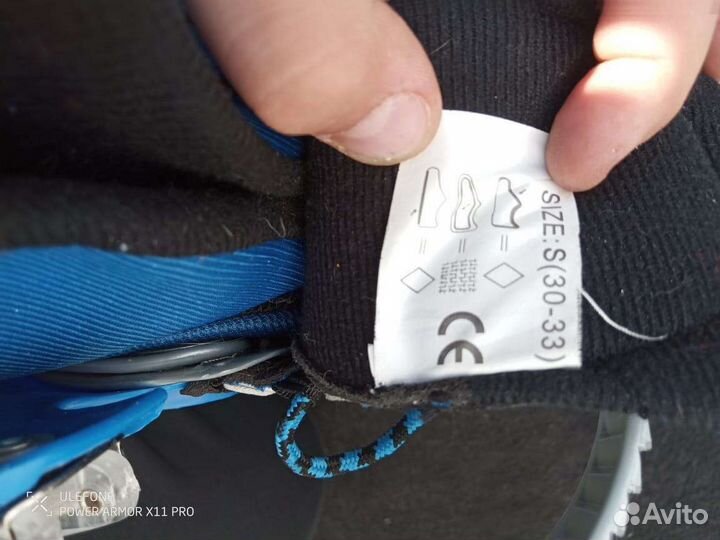 SIZE: S(30-33)
CE
ULEFONE
POWER ARMOR X11 PRO
Avito